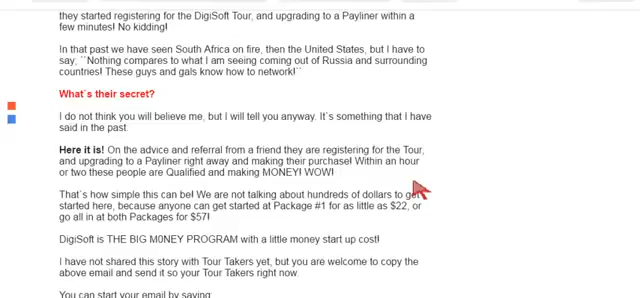 they started registering for the DigiSoft Tour, and upgrading to a Payliner within a
few minutes! No kidding!
In that past we have seen South Africa on fire, then the United States, but I have to
say, ``Nothing compares to what I am seeing coming out of Russia and surrounding
countries! These guys and gals know how to network!``
What`s their secret?
I do not think you will believe me, but I will tell you anyway. It`s something that I have
said in the past.
Here it is! On the advice and referral from a friend they are registering for the Tour,
and upgrading to a Payliner right away and making their purchase! Within an hour
or two these people are Qualified and making MONEY! WOW!
That`s how simple this can be! We are not talking about hundreds of dollars to get
started here, because anyone can get started at Package #1 for as little as $22, or
go all in at both Packages for $57!
DigiSoft is THE BIG M0NEY PROGRAM with a little money start up cost!
I have not shared this story with Tour Takers yet, but you are welcome to copy the
above email and send it so your Tour Takers right now.
You can start your email by saying: